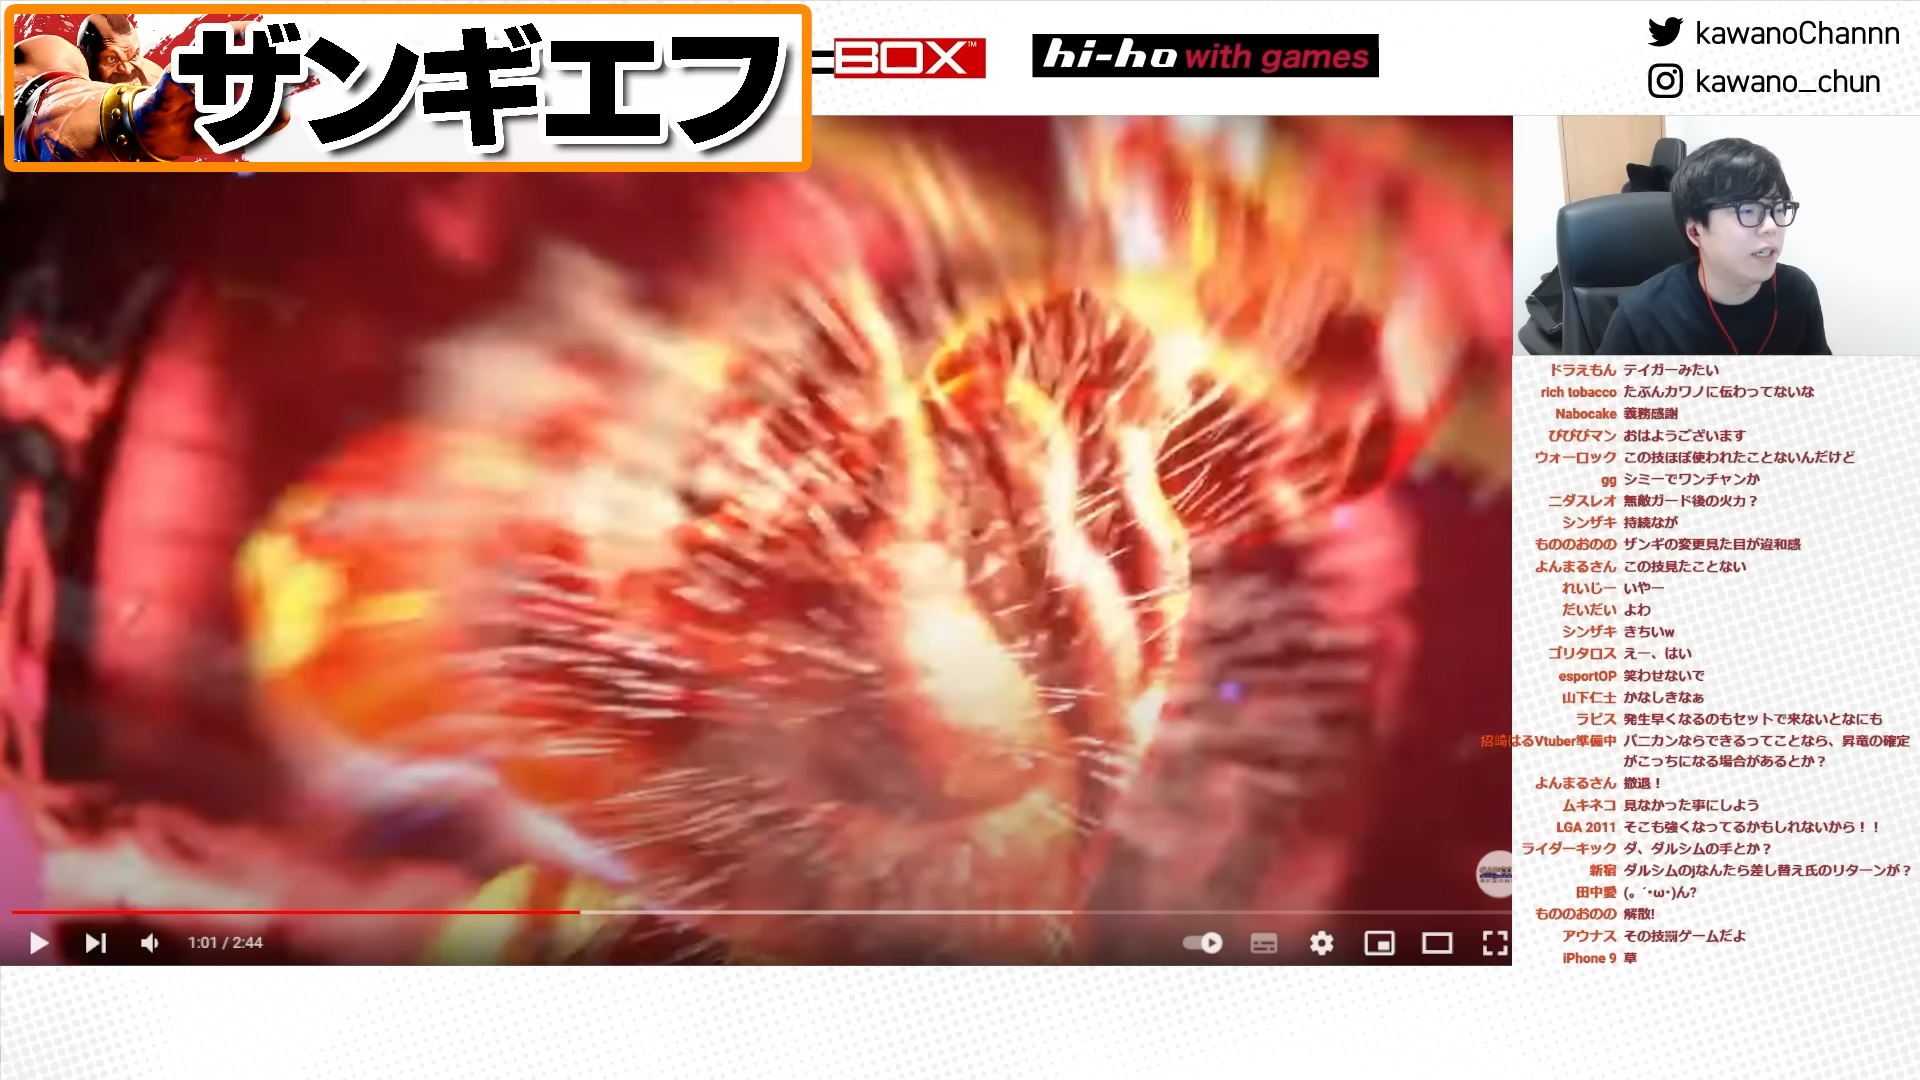 ザンギエフ
BOX™
hi-ho with games
kawanoChannn
kawano_chun
ドラえもん テイガーみたい
rich tobacco たぶんカワノに伝わってないな
Nabocake 義務感謝
びびびマン おはようございます
ウォーロック この技ほぼ使われたことないんだけど
gg シミーでワンチャンか
ニダスレオ 無敵ガード後の火力？
シンザキ 持続なが
もののおのの ザンギの変更見た目が違和感
よんまるさん この技見たことない
れいじー いやー
だいだい よわ
シンザキ きちいw
ゴリタロス えー、はい
esportOP 笑わせないで
山下仁士 かなしきなぁ
ラピス 発生早くなるのもセットで来ないとなにも
招崎はるVtuber準備中 パニカンならできるってことなら、昇竜の確定
がこっちになる場合があるとか？
よんまるさん 撤退！
ムキネコ 見なかった事にしよう
LGA 2011 そこも強くなってるかもしれないから！！
ライダーキック ダ、ダルシムの手とか？
新宿 ダルシムのjなんたら差し替え氏のリターンが？
田中愛 (。´･ω･)ん?
もののおのの 解散!
アウナス その技罰ゲームだよ
iPhone 9 草
1:01 / 2:44